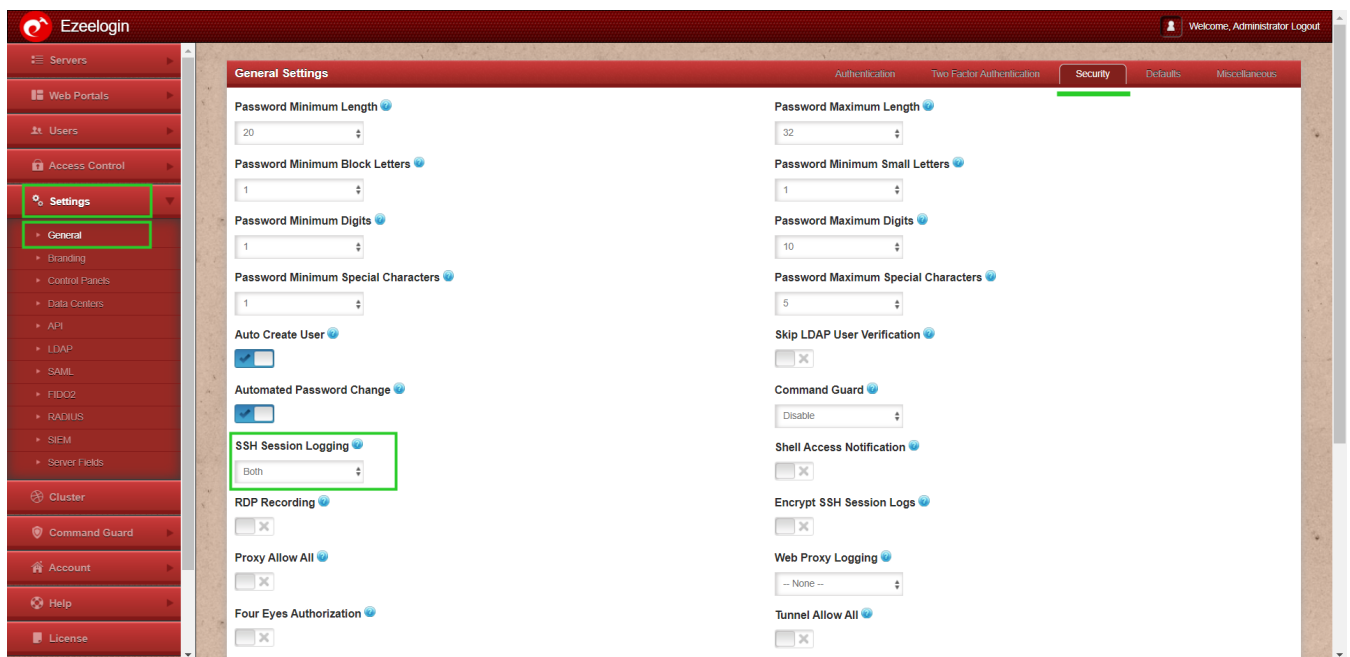 Ezeelogin
Welcome, Administrator Logout
Servers
Web Portals
Users
Access Control
Settings
General
Branding
Control Panels
Data Centers
API
LDAP
SAML
FIDO2
RADIUS
SIEM
Server Fields
Cluster
Command Guard
Account
Help
License
General Settings
Authentication
Two Factor Authentication
Security
Defaults
Miscellaneous
Password Minimum Length
Password Maximum Length
20
32
Password Minimum Block Letters
Password Minimum Small Letters
1
1
Password Minimum Digits
Password Maximum Digits
1
10
Password Minimum Special Characters
Password Maximum Special Characters
1
5
Auto Create User
Skip LDAP User Verification
Automated Password Change
Command Guard
Disable
SSH Session Logging
Shell Access Notification
Both
RDP Recording
Encrypt SSH Session Logs
Proxy Allow All
Web Proxy Logging
-- None --
Four Eyes Authorization
Tunnel Allow All